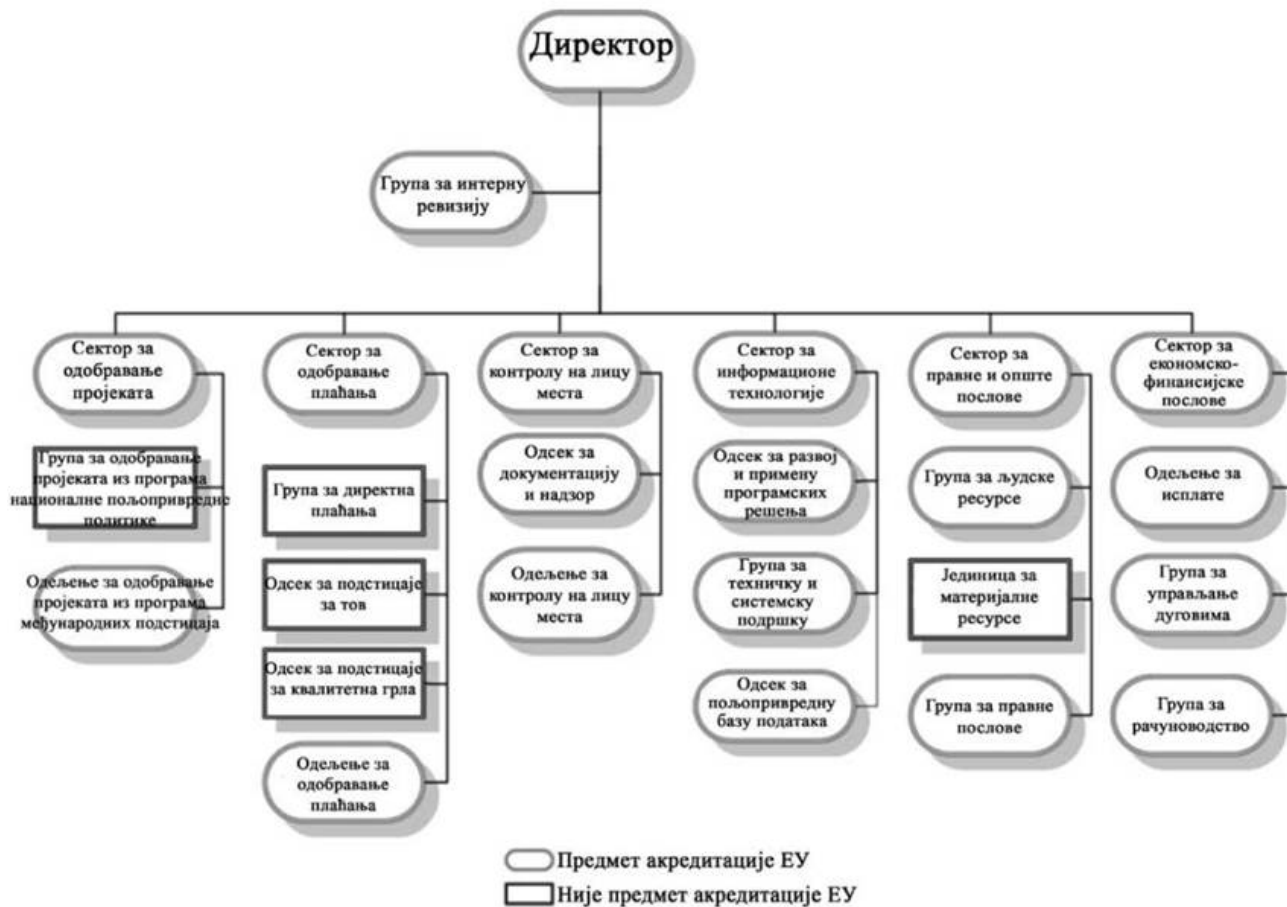 Директор
Група за интерну
ревизију
Сектор за
одобравање
пројеката
Група за одобравање
пројеката из програма
националне пољопривредне
политике
Одељење за одобравање
пројеката из програма
међународних подстицаја
Сектор за
одобравање
плаћања
Група за директна
плаћања
Одсек за подстицаје
за тов
Одсек за подстицаје
за квалитетна грла
Одељење за
одобравање
плаћања
Сектор за
контролу на лицу
места
Одсек за
документацију
и надзор
Одељење за
контролу на лицу
места
Сектор за
информационе
технологије
Одсек за развој
и примену
програмских
решења
Група за
техничку и
системску
подршку
Одсек за
пољопривредну
базу података
Сектор за
правне и опште
послове
Група за људске
ресурсе
Јединица за
материјалне
ресурсе
Група за правне
послове
Сектор за
економско-
финансијске
послове
Одељење за
исплате
Група за
управљање
дуговима
Група за
рачуноводство
Предмет акредитације ЕУ
Није предмет акредитације ЕУ